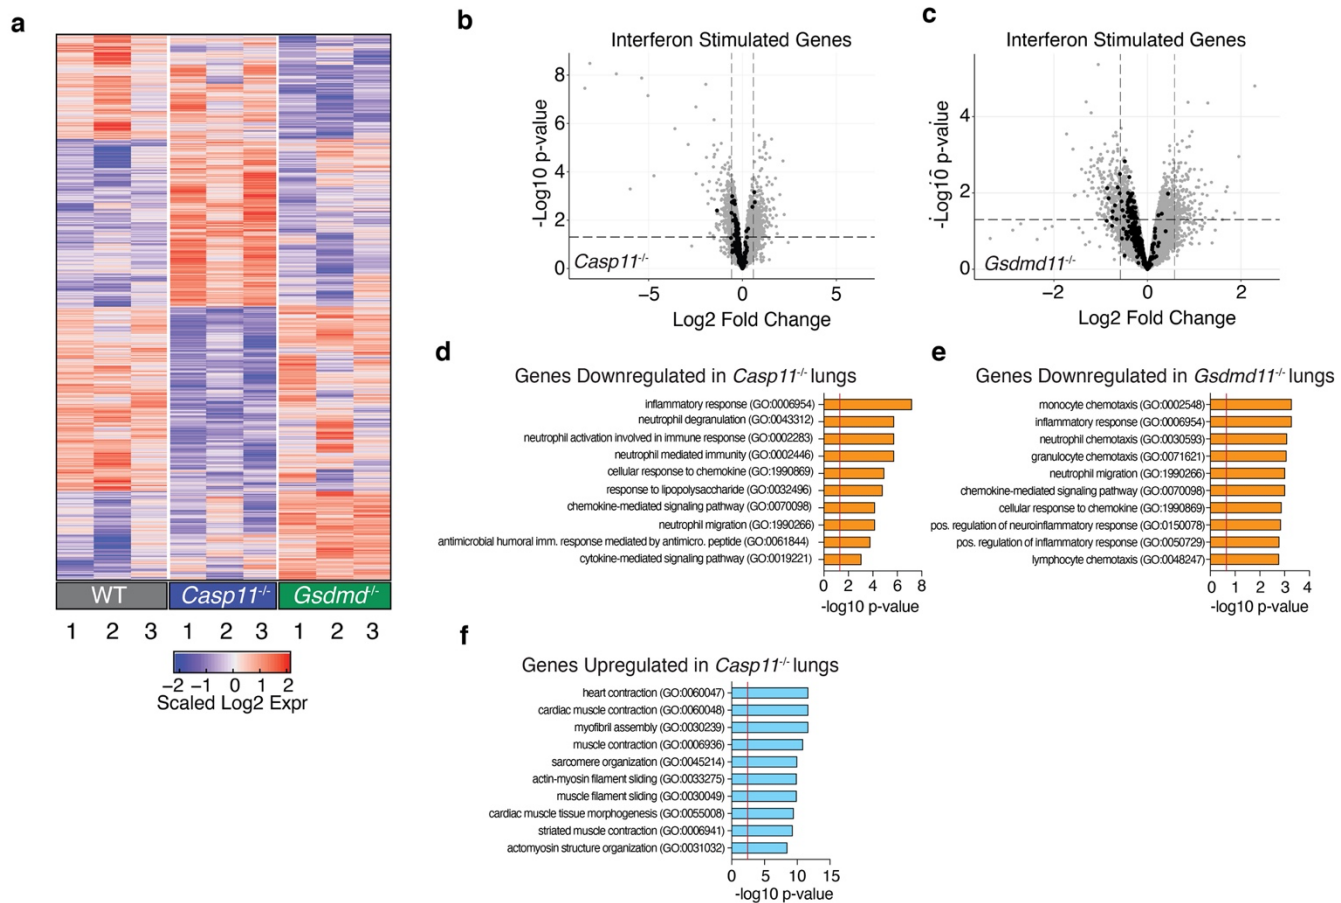 a
WT
Casp11-/-
Gsdmd-/-
1 2 3 1 2 3 1 2 3
−2 −1 0 1 2
Scaled Log2 Expr
b
Interferon Stimulated Genes
-Log10 p-value
8
6
4
2
0
Casp11-/-
−5 0 5
Log2 Fold Change
c
Interferon Stimulated Genes
-Log10 p-value
4
2
0
Gsdmd11-/-
−2 0 2
Log2 Fold Change
d
Genes Downregulated in Casp11-/- lungs
inflammatory response (GO:0006954)
neutrophil degranulation (GO:0043312)
neutrophil activation involved in immune response (GO:0002283)
neutrophil mediated immunity (GO:0002446)
cellular response to chemokine (GO:1990869)
response to lipopolysaccharide (GO:0032496)
chemokine-mediated signaling pathway (GO:0070098)
neutrophil migration (GO:1990266)
antimicrobial humoral imm. response mediated by antimicro. peptide (GO:0061844)
cytokine-mediated signaling pathway (GO:0019221)
0 2 4 6 8
-log10 p-value
e
Genes Downregulated in Gsdmd11-/- lungs
monocyte chemotaxis (GO:0002548)
inflammatory response (GO:0006954)
neutrophil chemotaxis (GO:0030593)
granulocyte chemotaxis (GO:0071621)
neutrophil migration (GO:1990266)
chemokine-mediated signaling pathway (GO:0070098)
cellular response to chemokine (GO:1990869)
pos. regulation of neuroinflammatory response (GO:0150078)
pos. regulation of inflammatory response (GO:0050729)
lymphocyte chemotaxis (GO:0048247)
0 1 2 3 4
-log10 p-value
f
Genes Upregulated in Casp11-/- lungs
heart contraction (GO:0060047)
cardiac muscle contraction (GO:0060048)
myofibril assembly (GO:0030239)
muscle contraction (GO:0006936)
sarcomere organization (GO:0045214)
actin-myosin filament sliding (GO:0033275)
muscle filament sliding (GO:0030049)
cardiac muscle tissue morphogenesis (GO:0055008)
striated muscle contraction (GO:0006941)
actomyosin structure organization (GO:0031032)
0 5 10 15
-log10 p-value